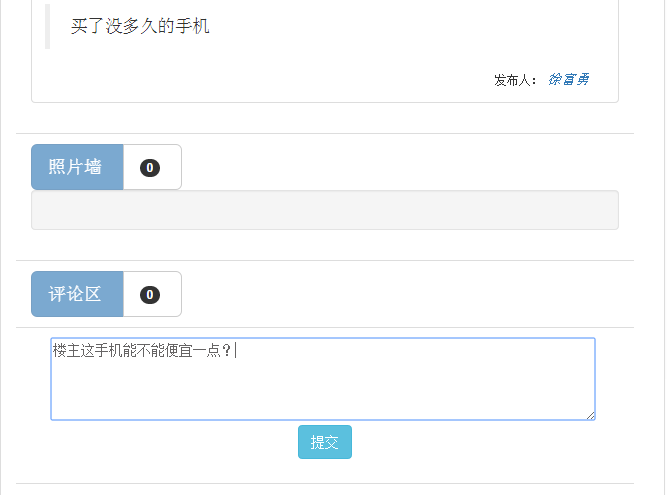 买了没多久的手机
发布人： 徐富勇
照片墙 0
评论区 0
楼主这手机能不能便宜一点？
提交